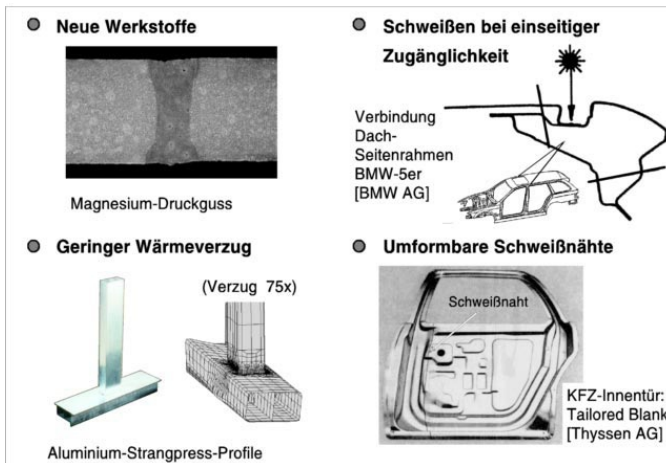 Neue Werkstoffe
Magnesium-Druckguss
Schweißen bei einseitiger
Zugänglichkeit
Verbindung
Dach-
Seitenrahmen
BMW-5er
[BMW AG]
Geringer Wärmeverzug
(Verzug 75x)
Aluminium-Strangpress-Profile
Umformbare Schweißnähte
Schweißnaht
KFZ-Innentür:
Tailored Blank
[Thyssen AG]